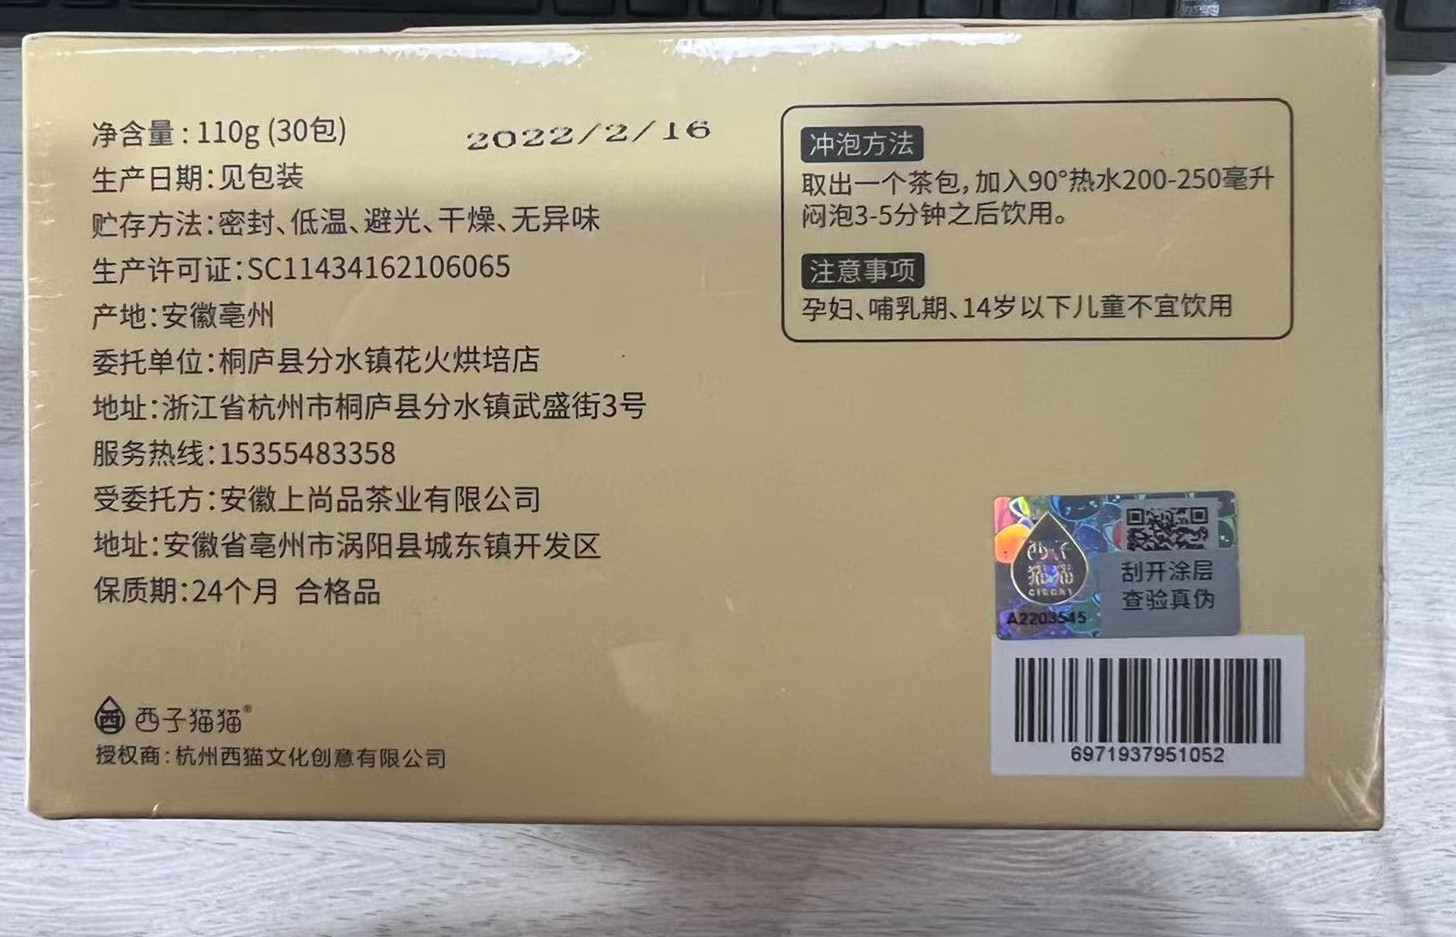 净含量：110g (30包)
2022/2/16
生产日期：见包装
贮存方法：密封、低温、避光、干燥、无异味
生产许可证：SC11434162106065
产地：安徽亳州
委托单位：桐庐县分水镇花火烘培店
地址：浙江省杭州市桐庐县分水镇武盛街3号
服务热线：15355483358
受委托方：安徽上尚品茶业有限公司
地址：安徽省亳州市涡阳县城东镇开发区
保质期：24个月 合格品
西
西子猫猫®
授权商：杭州西猫文化创意有限公司
冲泡方法
取出一个茶包，加入90°热水200-250毫升
闷泡3-5分钟之后饮用。
注意事项
孕妇、哺乳期、14岁以下儿童不宜饮用
西子
猫猫
A2203545
刮开涂层
查验真伪
6971937951052